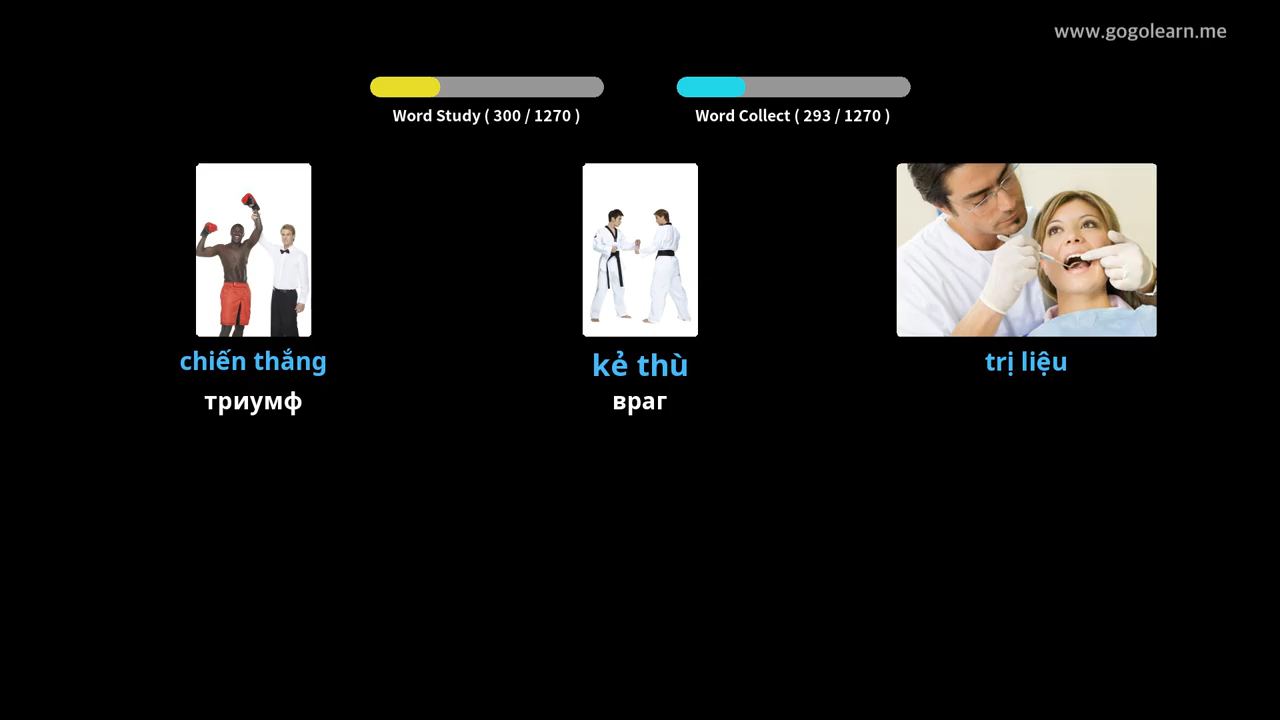 www.gogolearn.me
Word Study ( 300 / 1270 )
Word Collect ( 293 / 1270 )
chiến thắng
триумф
kẻ thù
враг
trị liệu